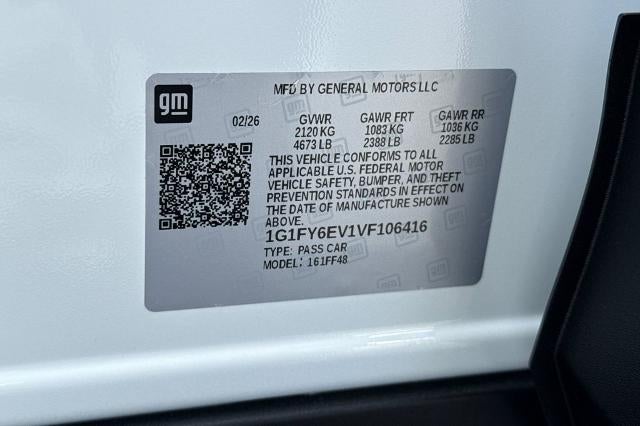 MFD BY GENERAL MOTORS LLC
gm
02/26 GVWR GAWR FRT GAWR RR
2120 KG 1083 KG 1036 KG
4673 LB 2388 LB 2285 LB
THIS VEHICLE CONFORMS TO ALL
APPLICABLE U.S. FEDERAL MOTOR
VEHICLE SAFETY, BUMPER, AND THEFT
PREVENTION STANDARDS IN EFFECT ON
THE DATE OF MANUFACTURE SHOWN
ABOVE.
1G1FY6EV1VF106416
TYPE: PASS CAR
MODEL: 161FF48